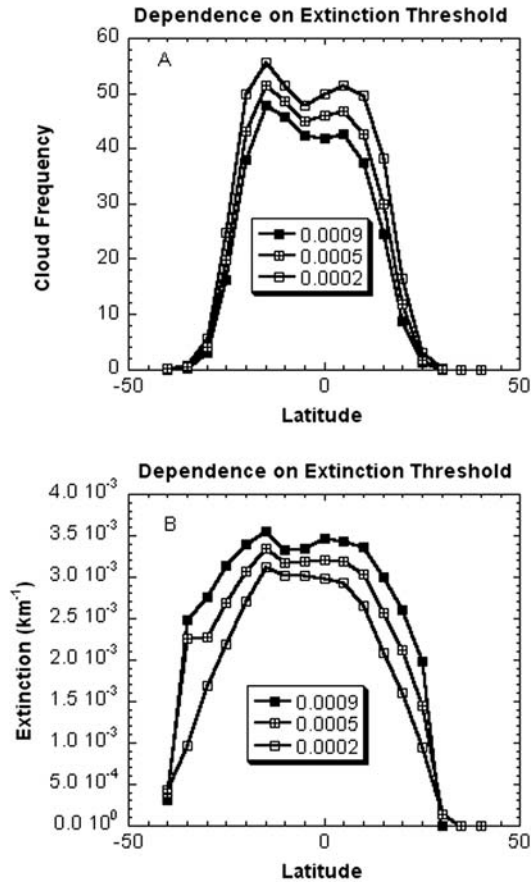 Dependence on Extinction Threshold
A
60
50
40
30
20
10
0
Cloud Frequency
0.0009
0.0005
0.0002
-50 0 50
Latitude
Dependence on Extinction Threshold
B
4.0 10⁻³
3.5 10⁻³
3.0 10⁻³
2.5 10⁻³
2.0 10⁻³
1.5 10⁻³
1.0 10⁻³
5.0 10⁻⁴
0.0 10⁰
Extinction (km⁻¹)
0.0009
0.0005
0.0002
-50 0 50
Latitude